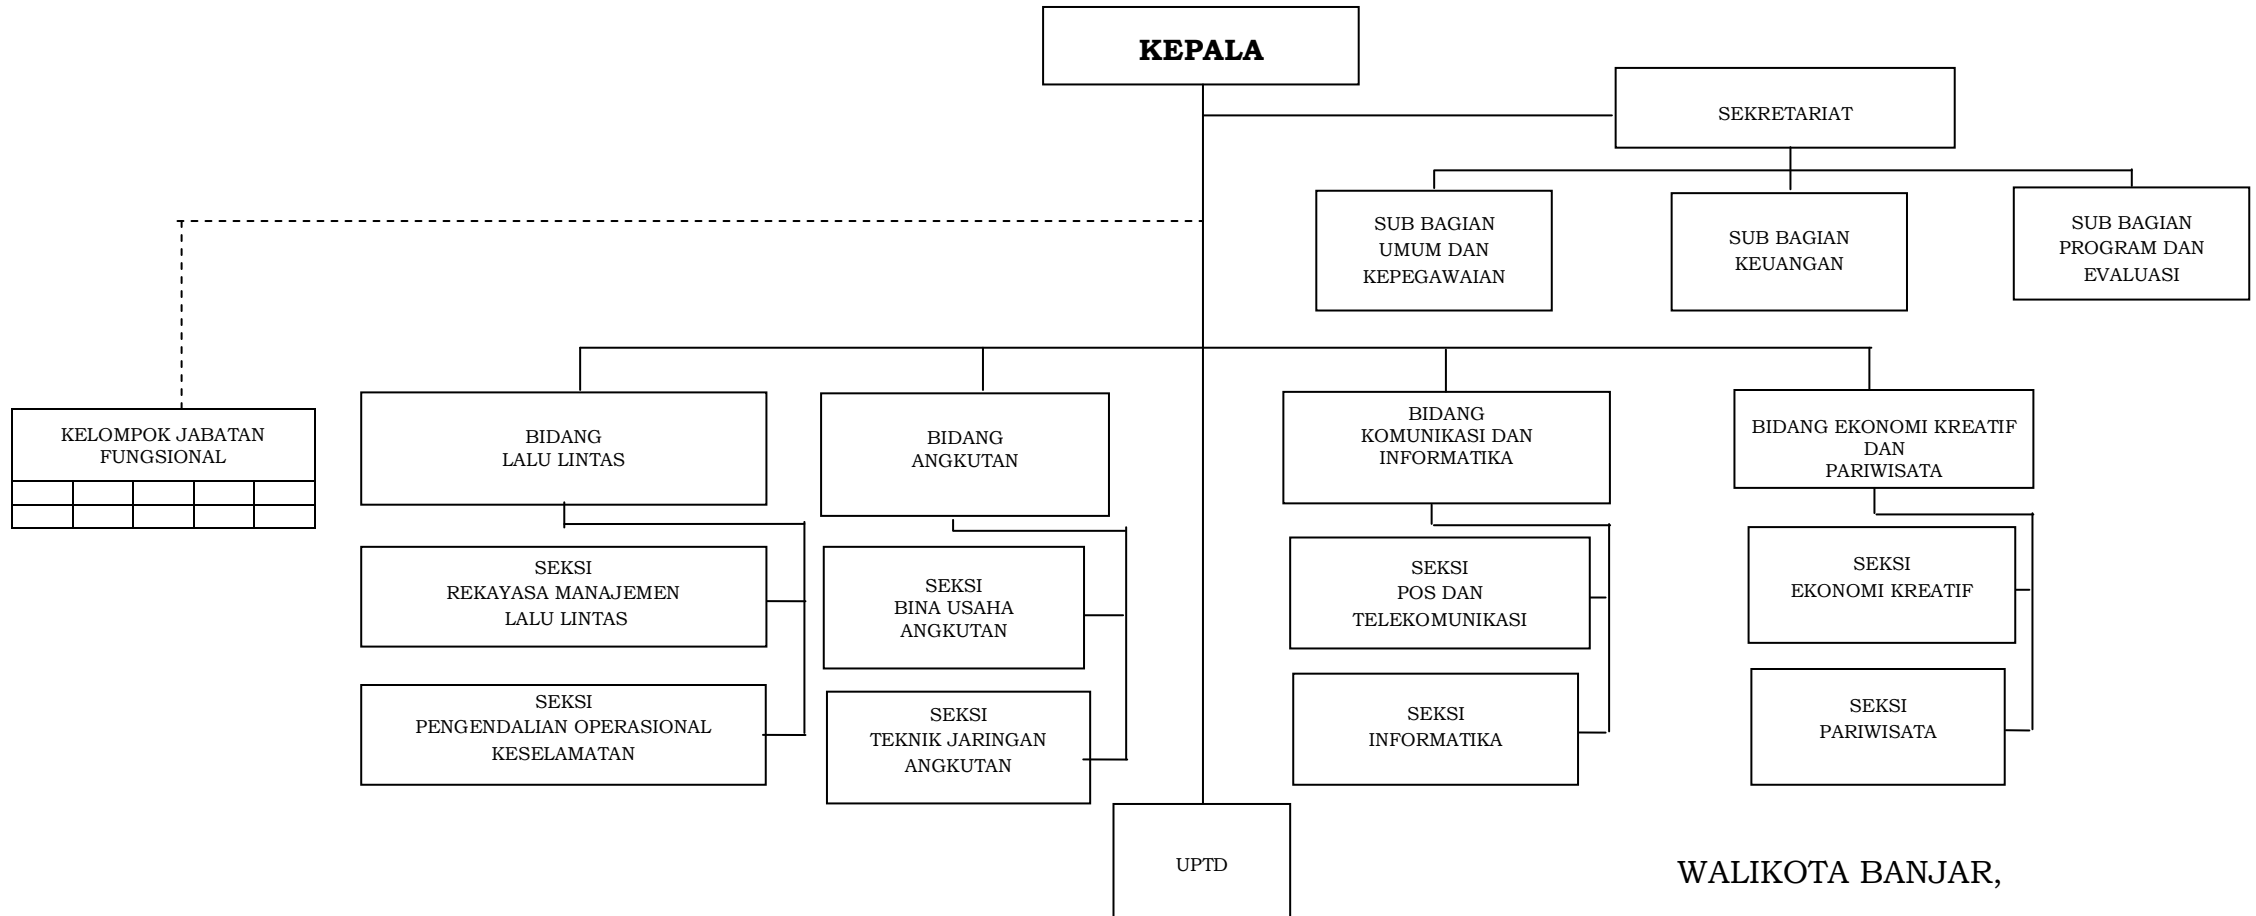 KEPALA
SEKRETARIAT
SUB BAGIAN
UMUM DAN
KEPEGAWAIAN
SUB BAGIAN
KEUANGAN
SUB BAGIAN
PROGRAM DAN
EVALUASI
KELOMPOK JABATAN
FUNGSIONAL
BIDANG
LALU LINTAS
BIDANG
ANGKUTAN
BIDANG
KOMUNIKASI DAN
INFORMATIKA
BIDANG EKONOMI KREATIF
DAN
PARIWISATA
SEKSI
REKAYASA MANAJEMEN
LALU LINTAS
SEKSI
BINA USAHA
ANGKUTAN
SEKSI
POS DAN
TELEKOMUNIKASI
SEKSI
EKONOMI KREATIF
SEKSI
PENGENDALIAN OPERASIONAL
KESELAMATAN
SEKSI
TEKNIK JARINGAN
ANGKUTAN
SEKSI
INFORMATIKA
SEKSI
PARIWISATA
UPTD
WALIKOTA BANJAR,